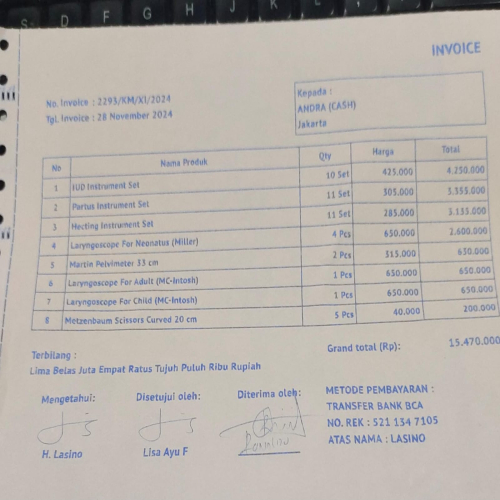 S D F G H J K L
INVOICE
No. Invoice : 2293/KM/XI/2024
Tgl. Invoice : 28 November 2024
Kepada :
ANDRA (CASH)
Jakarta
No Nama Produk Qty Harga Total
1 IUD Instrument Set 10 Set 425.000 4.250.000
2 Partus Instrument Set 11 Set 305.000 3.355.000
3 Hecting Instrument Set 11 Set 285.000 3.135.000
4 Laryngoscope For Neonatus (Miller) 4 Pcs 650.000 2.600.000
5 Martin Pelvimeter 33 cm 2 Pcs 315.000 630.000
6 Laryngoscope For Adult (MC-Intosh) 1 Pcs 650.000 650.000
7 Laryngoscope For Child (MC-Intosh) 1 Pcs 650.000 650.000
8 Metzenbaum Scissors Curved 20 cm 5 Pcs 40.000 200.000
Grand total (Rp): 15.470.000
Terbilang :
Lima Belas Juta Empat Ratus Tujuh Puluh Ribu Rupiah
Mengetahui: Disetujui oleh: Diterima oleh:
H. Lasino Lisa Ayu F
METODE PEMBAYARAN :
TRANSFER BANK BCA
NO. REK : 521 134 7105
ATAS NAMA : LASINO